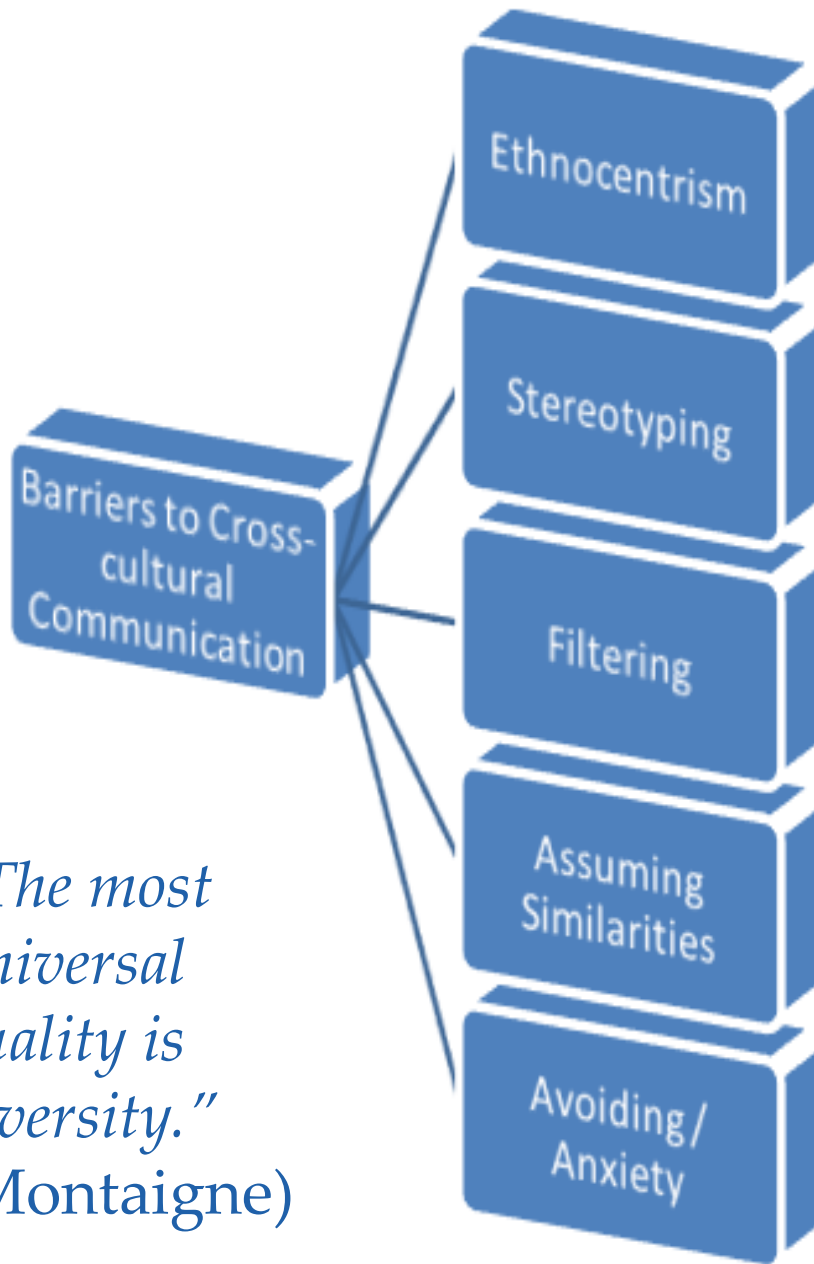 Ethnocentrism
Stereotyping
Barriers to Cross-
cultural
Communication
Filtering
Assuming
Similarities
Avoiding /
Anxiety
The most
niversal
uality is
versity.”
Montaigne)